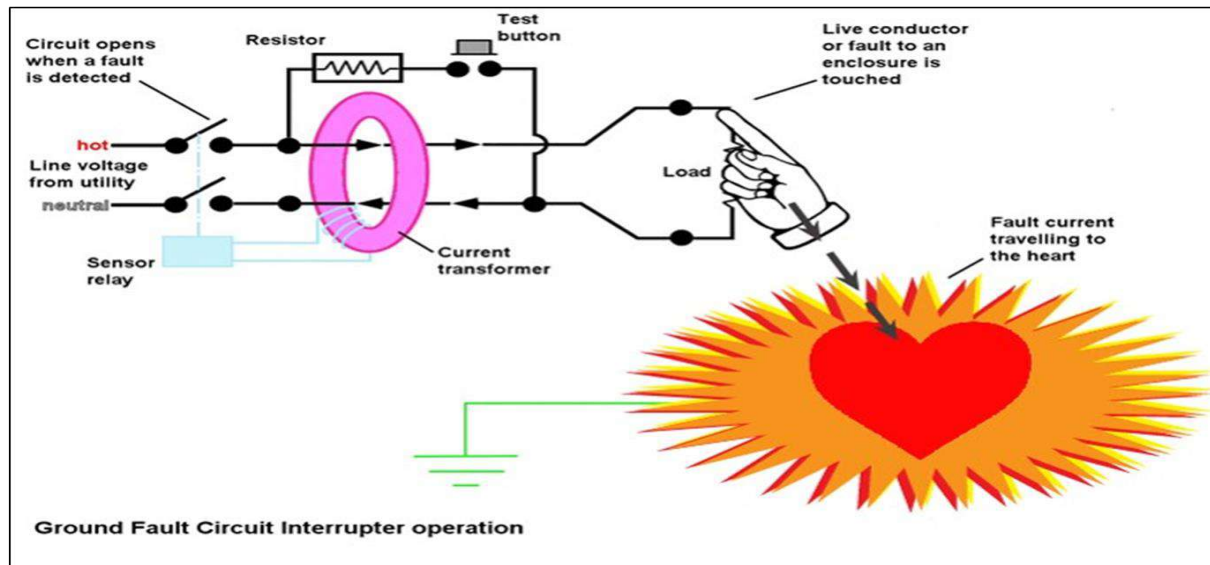 Circuit opens
when a fault
is detected
Resistor
Test
button
Live conductor
or fault to an
enclosure is
touched
hot
Line voltage
from utility
neutral
Load
Sensor
relay
Current
transformer
Fault current
travelling to
the heart
Ground Fault Circuit Interrupter operation